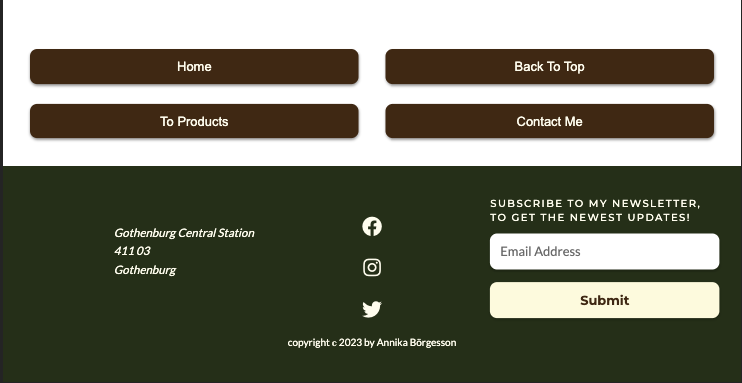 Home
Back To Top
To Products
Contact Me
Gothenburg Central Station
411 03
Gothenburg
SUBSCRIBE TO MY NEWSLETTER,
TO GET THE NEWEST UPDATES!
Email Address
Submit
copyright c 2023 by Annika Börgesson